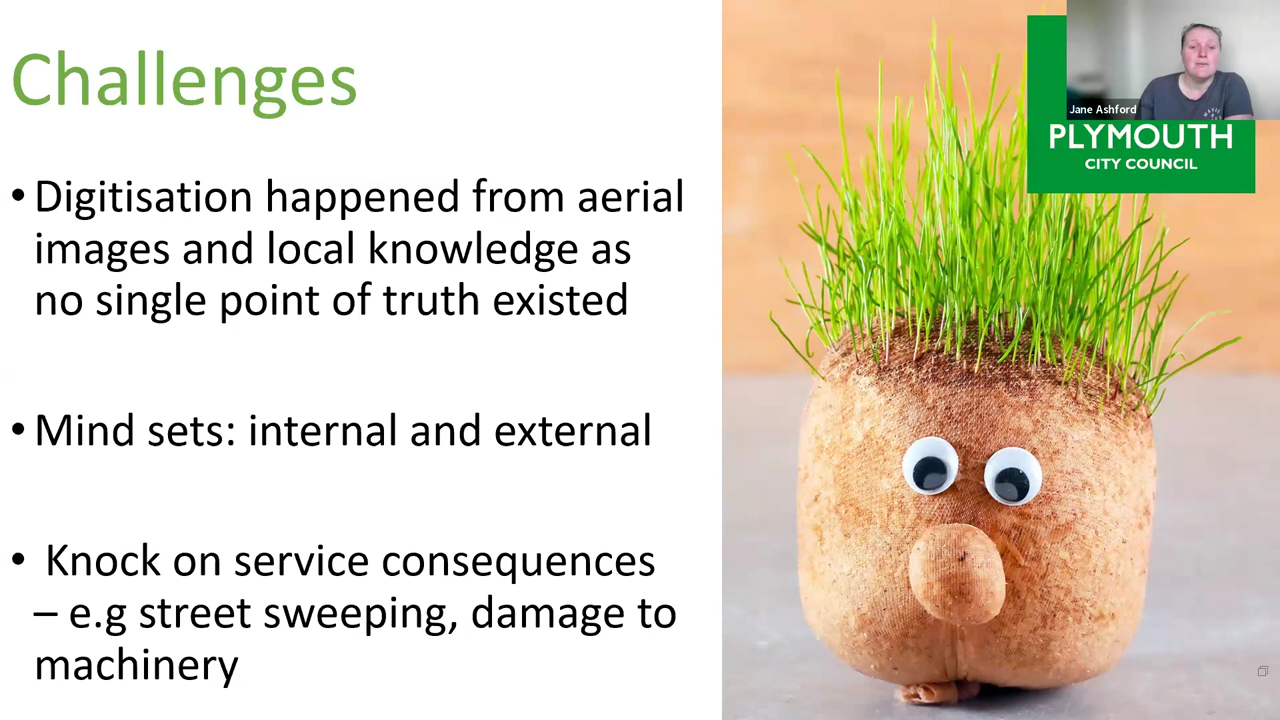 Challenges
• Digitisation happened from aerial
images and local knowledge as
no single point of truth existed
• Mind sets: internal and external
• Knock on service consequences
– e.g street sweeping, damage to
machinery
Jane Ashford
PLYMOUTH
CITY COUNCIL